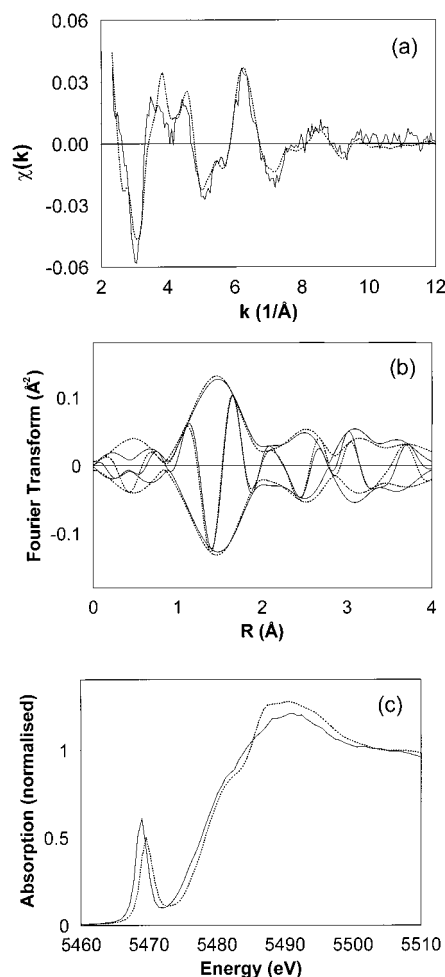 0.06
(a)
0.03
0.00
-0.03
-0.06
χ(k)
2 4 6 8 10 12
k (1/Å)
(b)
0.1
0
-0.1
Fourier Transform (Å²)
0 1 2 3 4
R (Å)
(c)
1
0.5
0
Absorption (normalised)
5460 5470 5480 5490 5500 5510
Energy (eV)